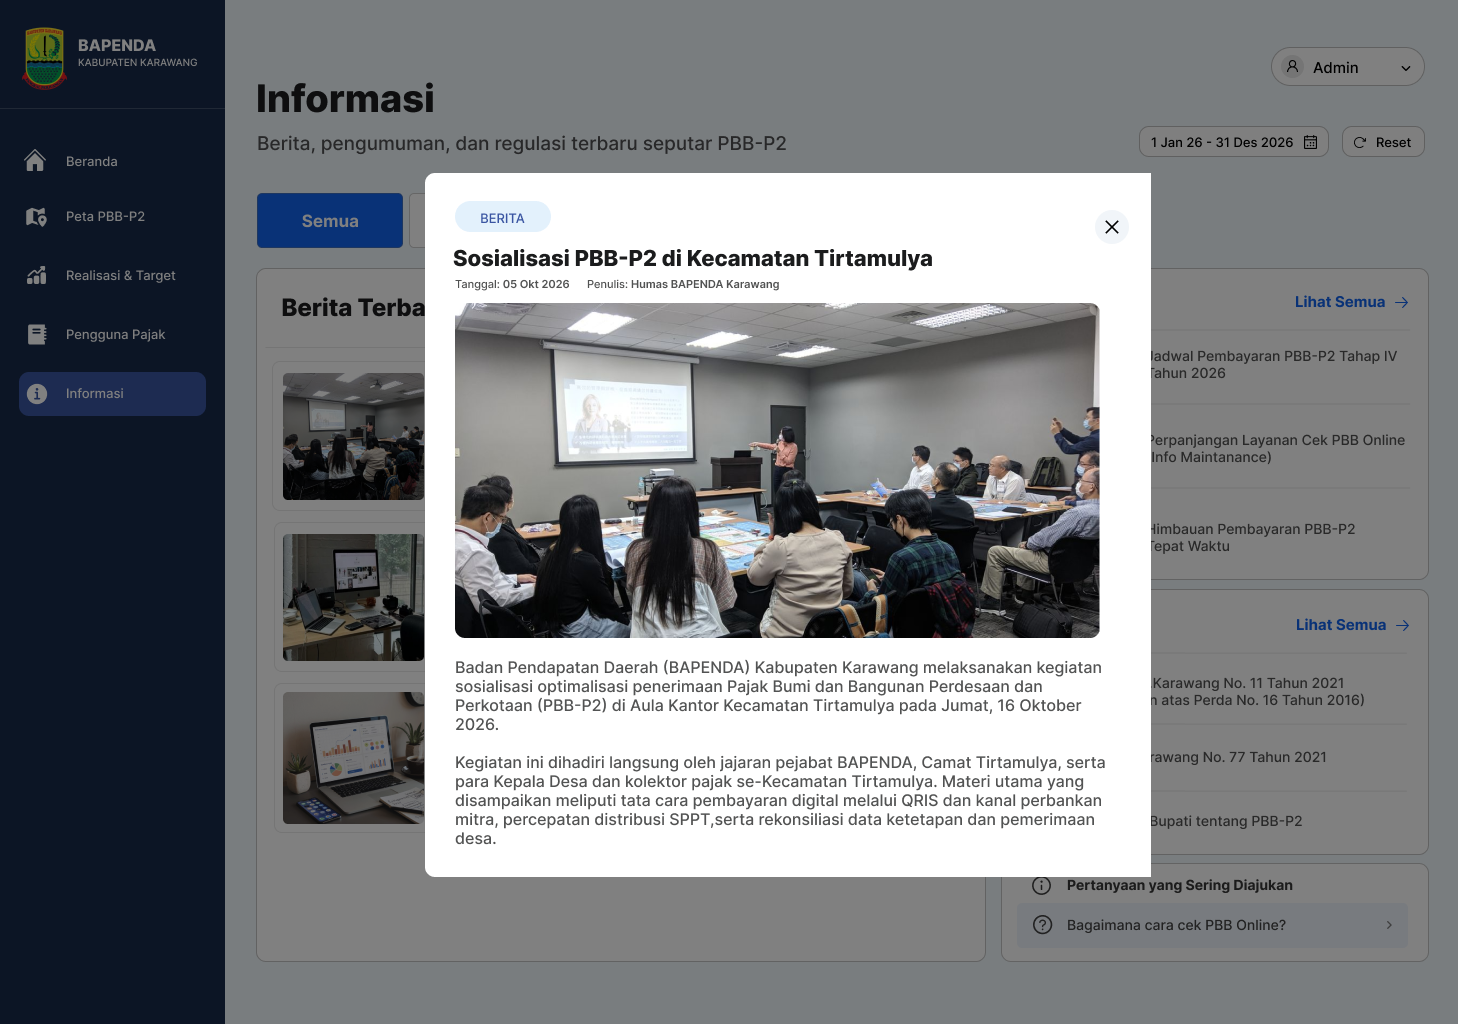 BAPENDA
KABUPATEN KARAWANG
Beranda
Peta PBB-P2
Realisasi & Target
Pengguna Pajak
Informasi
Informasi
Berita, pengumuman, dan regulasi terbaru seputar PBB-P2
Admin
1 Jan 26 - 31 Des 2026
Reset
Semua
Berita Terba
BERITA
Sosialisasi PBB-P2 di Kecamatan Tirtamulya
Tanggal: 05 Okt 2026 Penulis: Humas BAPENDA Karawang
Badan Pendapatan Daerah (BAPENDA) Kabupaten Karawang melaksanakan kegiatan
sosialisasi optimalisasi penerimaan Pajak Bumi dan Bangunan Perdesaan dan
Perkotaan (PBB-P2) di Aula Kantor Kecamatan Tirtamulya pada Jumat, 16 Oktober
2026.
Kegiatan ini dihadiri langsung oleh jajaran pejabat BAPENDA, Camat Tirtamulya, serta
para Kepala Desa dan kolektor pajak se-Kecamatan Tirtamulya. Materi utama yang
disampaikan meliputi tata cara pembayaran digital melalui QRIS dan kanal perbankan
mitra, percepatan distribusi SPPT,serta rekonsiliasi data ketetapan dan pemerimaan
desa.
Lihat Semua
Jadwal Pembayaran PBB-P2 Tahap IV
Tahun 2026
Perpanjangan Layanan Cek PBB Online
(Info Maintanance)
Himbauan Pembayaran PBB-P2
Tepat Waktu
Lihat Semua
.Karawang No. 11 Tahun 2021
n atas Perda No. 16 Tahun 2016)
rawang No. 77 Tahun 2021
Bupati tentang PBB-P2
Pertanyaan yang Sering Diajukan
Bagaimana cara cek PBB Online?